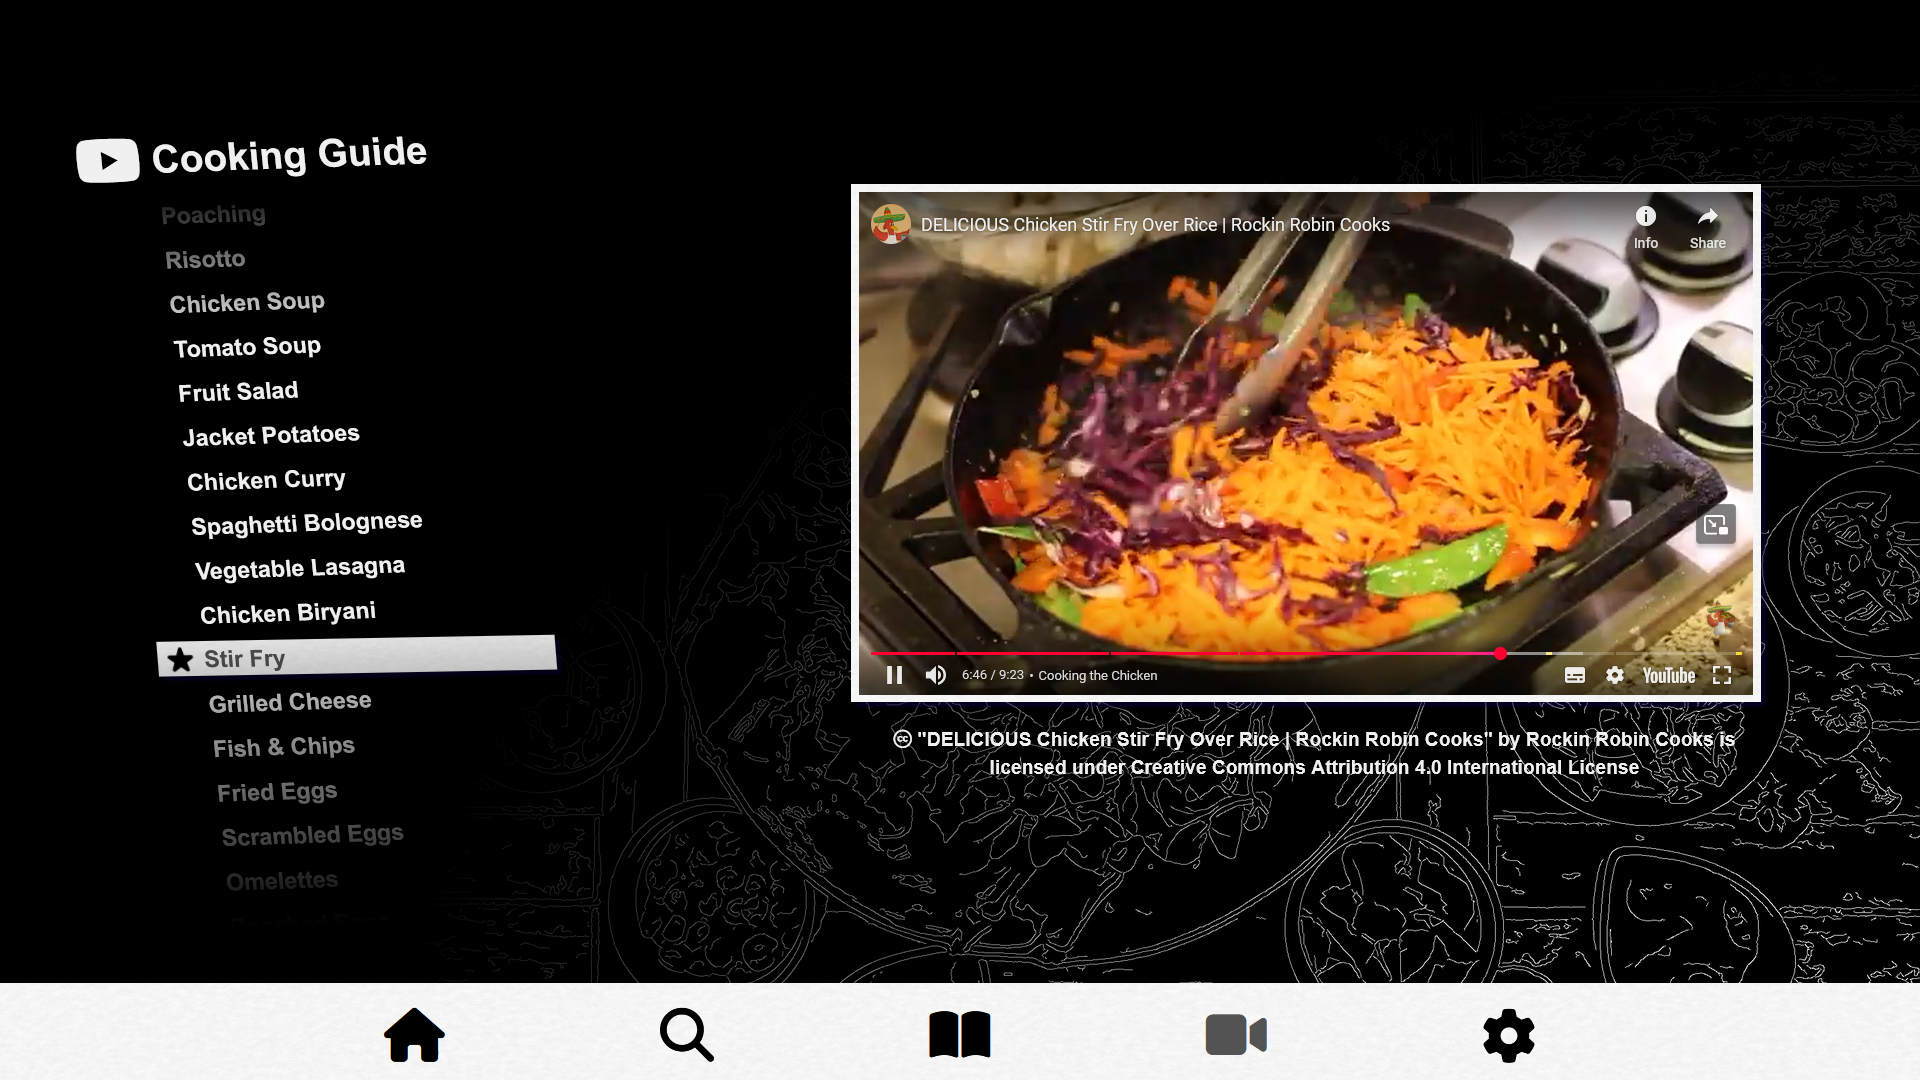 Cooking Guide
Poaching
Risotto
Chicken Soup
Tomato Soup
Fruit Salad
Jacket Potatoes
Chicken Curry
Spaghetti Bolognese
Vegetable Lasagna
Chicken Biryani
Stir Fry
Grilled Cheese
Fish & Chips
Fried Eggs
Scrambled Eggs
Omelettes
DELICIOUS Chicken Stir Fry Over Rice | Rockin Robin Cooks
Info
Share
6:46 / 9:23 • Cooking the Chicken
YouTube
"DELICIOUS Chicken Stir Fry Over Rice | Rockin Robin Cooks" by Rockin Robin Cooks is
licensed under Creative Commons Attribution 4.0 International License